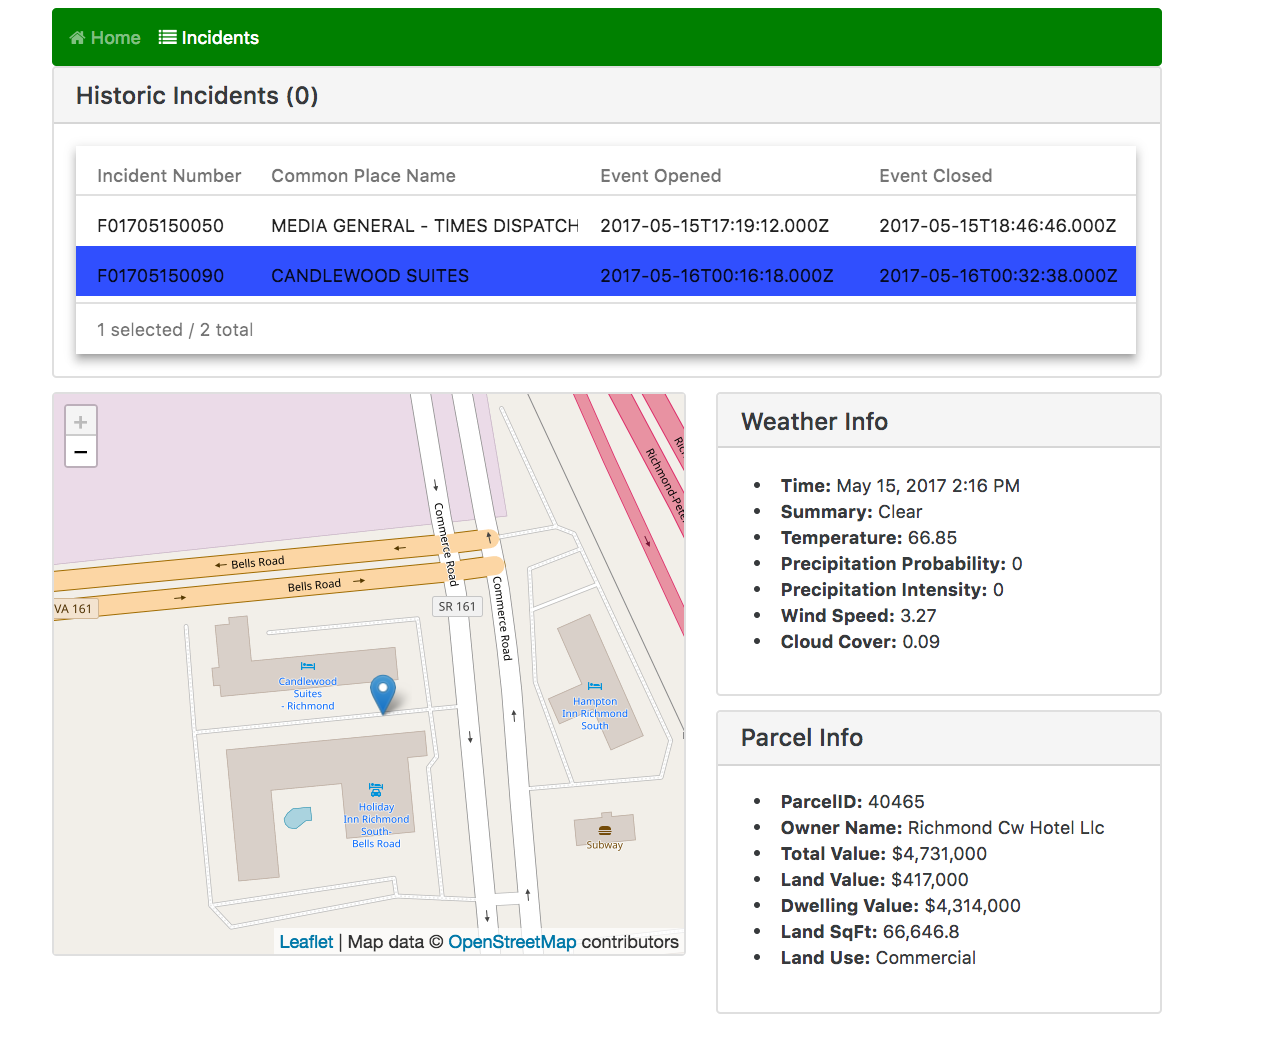 Home Incidents
Historic Incidents (0)
Incident Number Common Place Name Event Opened Event Closed
F01705150050 MEDIA GENERAL - TIMES DISPATCH 2017-05-15T17:19:12.000Z 2017-05-15T18:46:46.000Z
F01705150090 CANDLEWOOD SUITES 2017-05-16T00:16:18.000Z 2017-05-16T00:32:38.000Z
1 selected / 2 total
+
−
Richmond-Pete
Ric
Commerce Road
Bells Road
Bells Road
VA 161
SR 161
Commerce Road
Candlewood
Suites
- Richmond
Hampton
Inn Richmond
South
Holiday
Inn Richmond
South-
Bells Road
Subway
Leaflet | Map data © OpenStreetMap contributors
Weather Info
• Time: May 15, 2017 2:16 PM
• Summary: Clear
• Temperature: 66.85
• Precipitation Probability: 0
• Precipitation Intensity: 0
• Wind Speed: 3.27
• Cloud Cover: 0.09
Parcel Info
• ParcelID: 40465
• Owner Name: Richmond Cw Hotel Llc
• Total Value: $4,731,000
• Land Value: $417,000
• Dwelling Value: $4,314,000
• Land SqFt: 66,646.8
• Land Use: Commercial